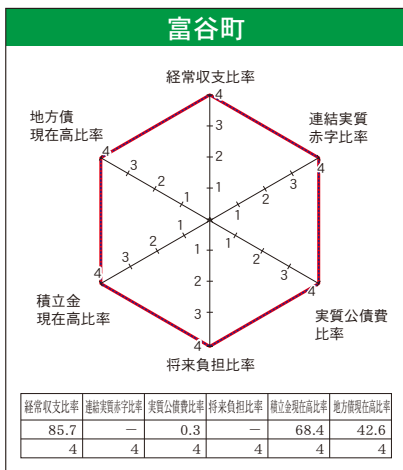 富谷町
経常収支比率
地方債
現在高比率
連結実質
赤字比率
4
3
2
1
4
3
2
1
4
3
2
1
4
3
2
1
4
3
2
1
4
3
2
1
積立金
現在高比率
実質公債費
比率
将来負担比率
経常収支比率 連結実質赤字比率 実質公債費比率 将来負担比率 積立金現在高比率 地方債現在高比率
85.7 － 0.3 － 68.4 42.6
4 4 4 4 4 4